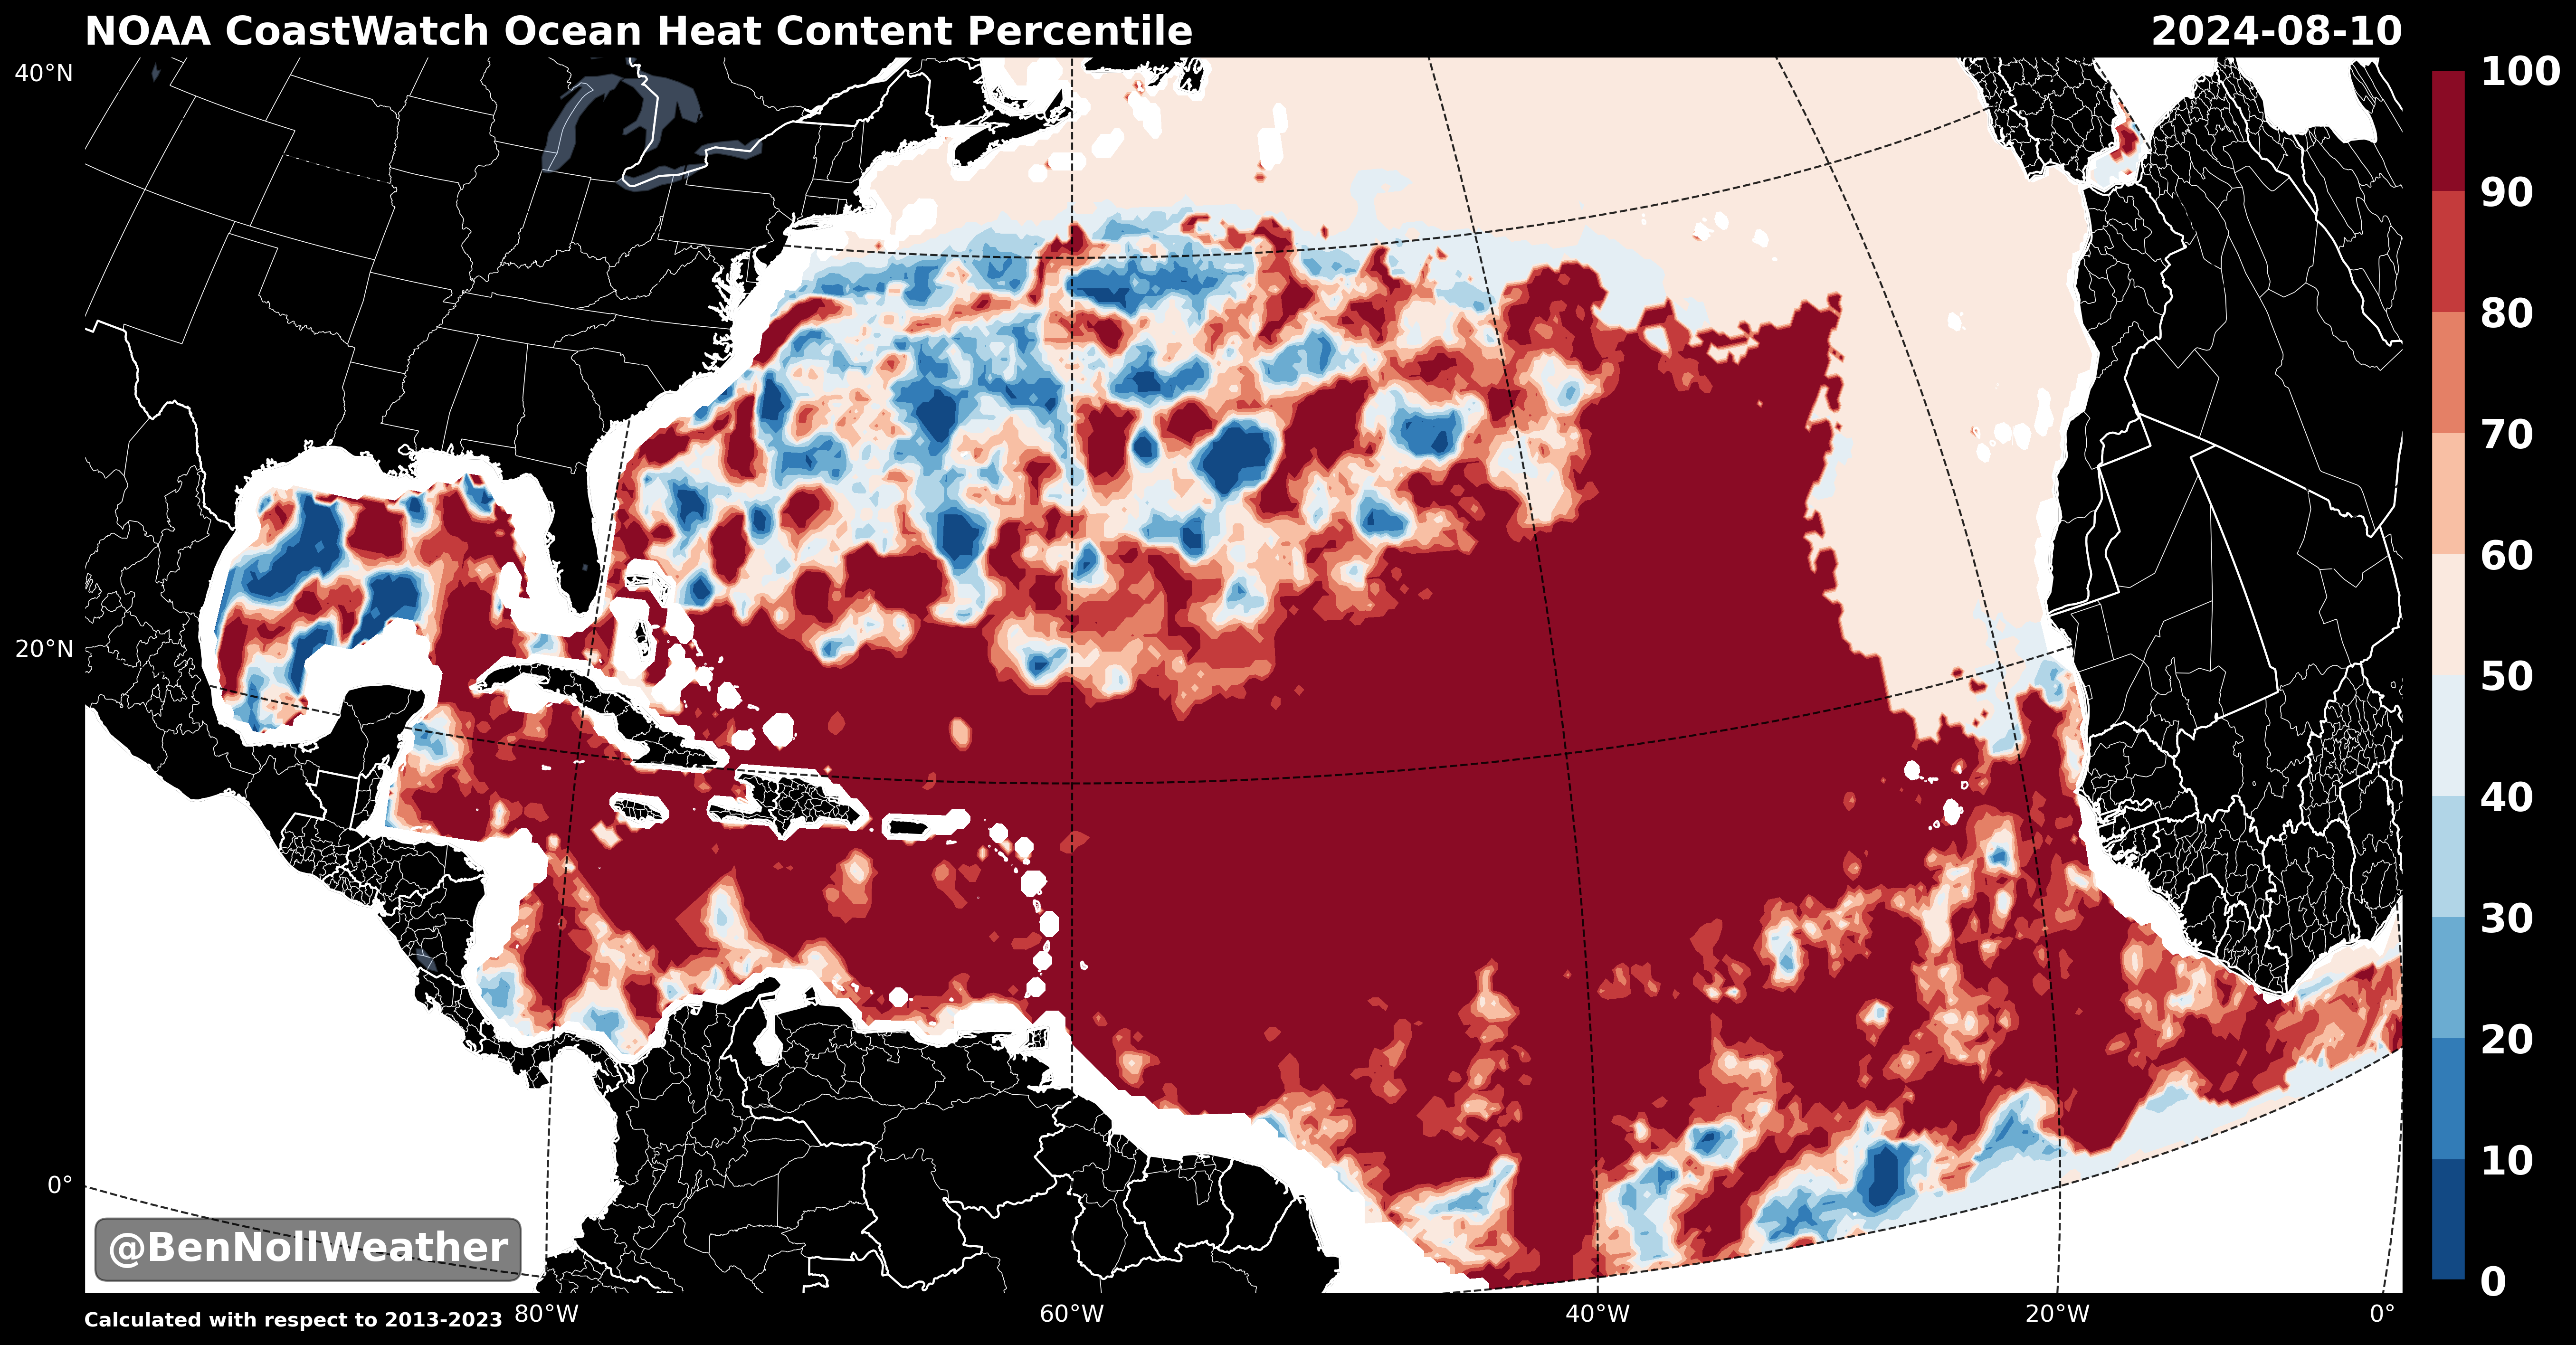 NOAA CoastWatch Ocean Heat Content Percentile
2024-08-10
40°N
20°N
0°
100
90
80
70
60
50
40
30
20
10
0
@BenNollWeather
Calculated with respect to 2013-2023
80°W
60°W
40°W
20°W
0°